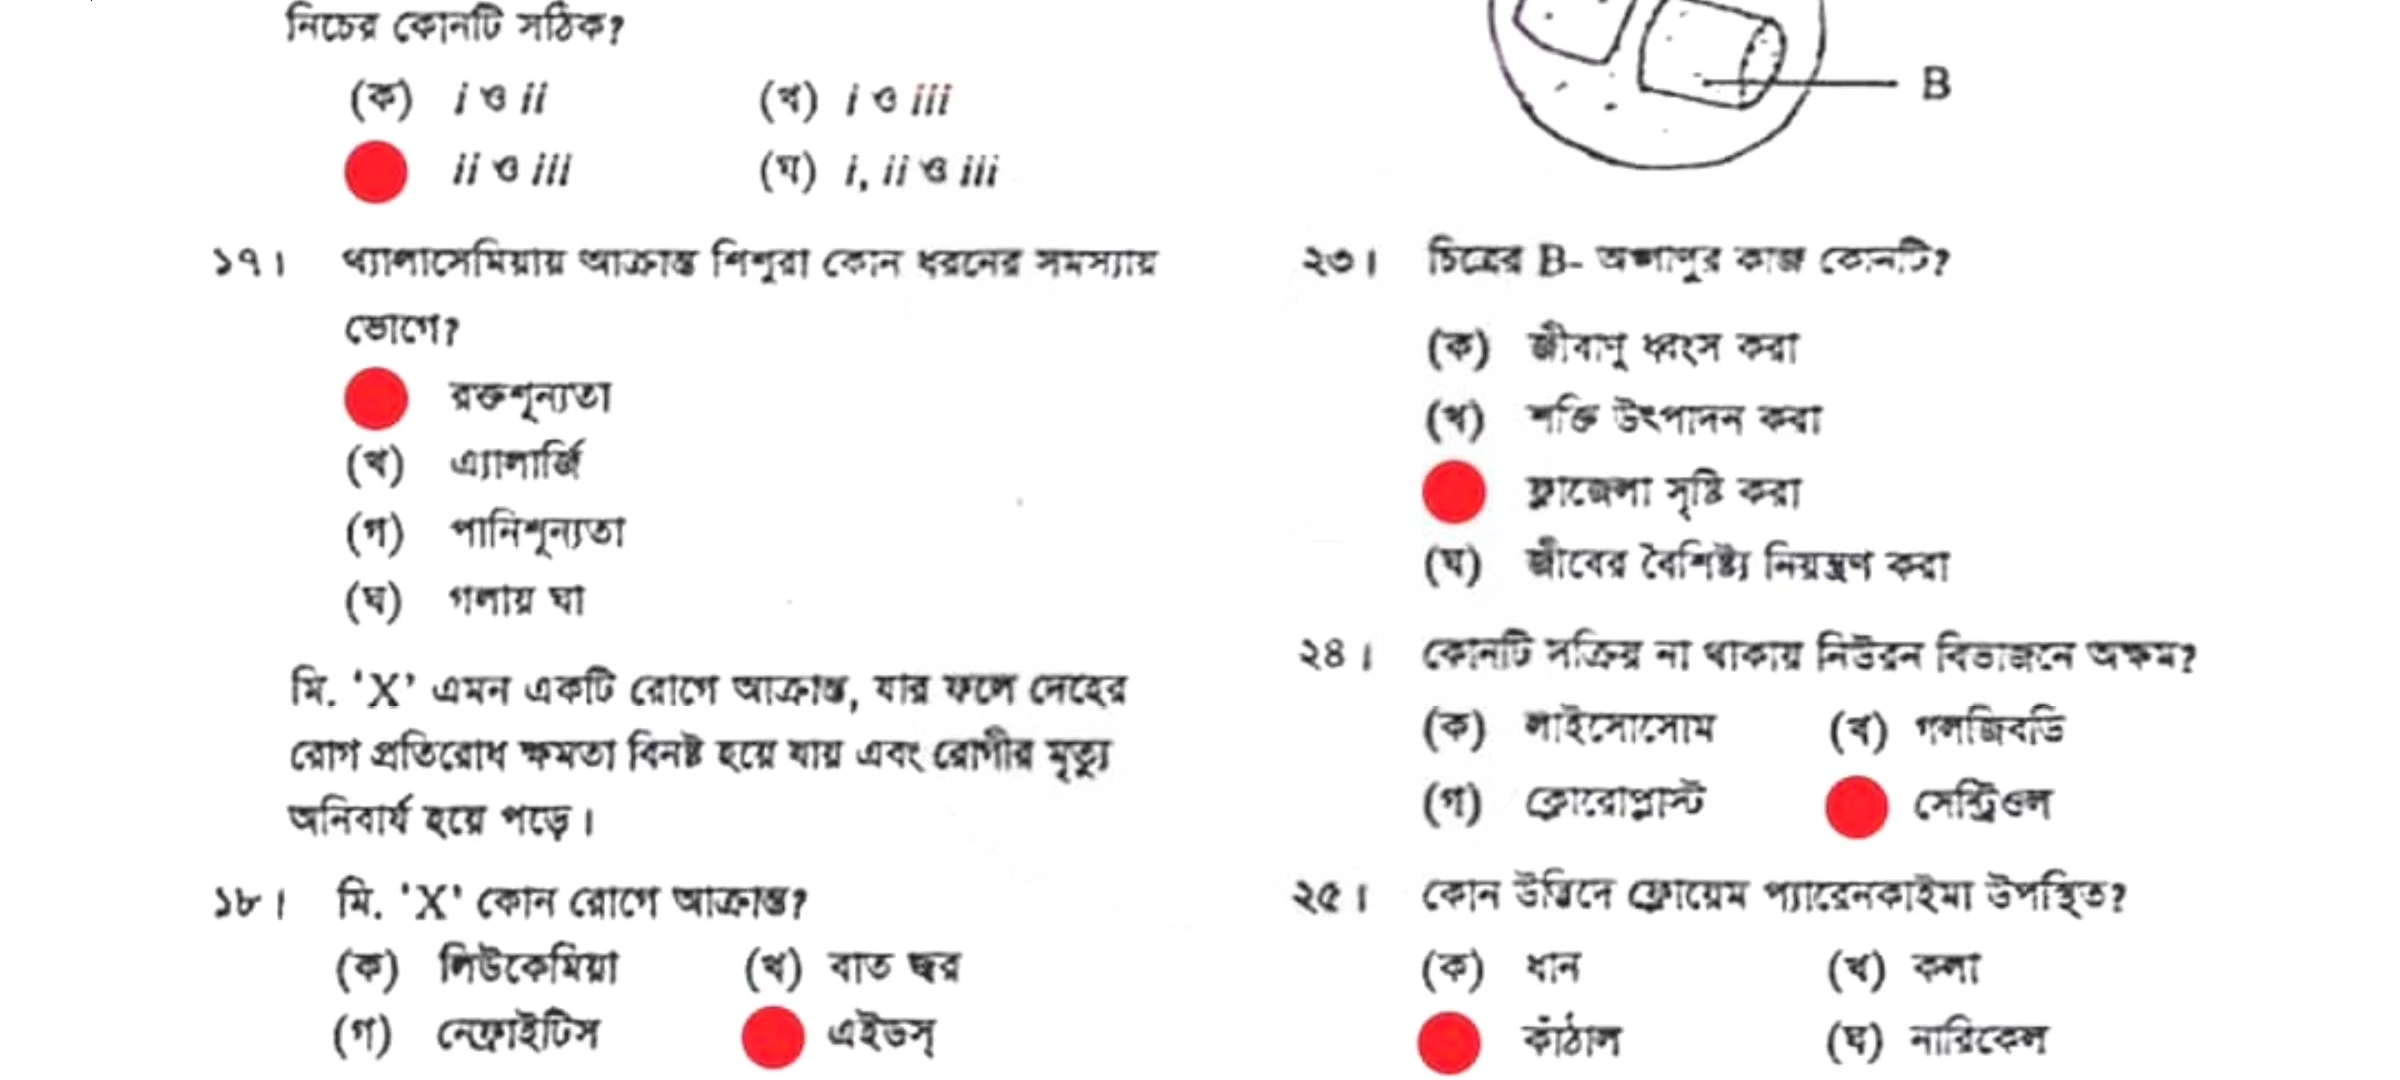 নিচের কোনটি সঠিক?
(ক) i ও ii
(খ) i ও iii
ii ও iii
(ঘ) i, ii ও iii
১৭। থ্যালাসেমিয়ায় আক্রান্ত শিশুরা কোন ধরনের সমস্যায়
ভোগে?
রক্তশূন্যতা
(খ) এ্যালার্জি
(গ) পানিশূন্যতা
(ঘ) গলায় ঘা
মি. ‘X’ এমন একটি রোগে আক্রান্ত, যার ফলে দেহের
রোগ প্রতিরোধ ক্ষমতা বিনষ্ট হয়ে যায় এবং রোগীর মৃত্যু
অনিবার্য হয়ে পড়ে।
১৮। মি. ‘X’ কোন রোগে আক্রান্ত?
(ক) লিউকেমিয়া
(খ) বাত জ্বর
(গ) নেফ্রাইটিস
এইডস্
B
২৩। চিত্রের B- অঙ্গাণুর কাজ কোনটি?
(ক) জীবাণু ধ্বংস করা
(খ) শক্তি উৎপাদন করা
ফ্লাজেলা সৃষ্টি করা
(ঘ) জীবের বৈশিষ্ট্য নিয়ন্ত্রণ করা
২৪। কোনটি সক্রিয় না থাকায় নিউরন বিভাজনে অক্ষম?
(ক) লাইসোসোম
(খ) গলজিবডি
(গ) ক্লোরোপ্লাস্ট
সেন্ট্রিওল
২৫। কোন উদ্ভিদে ফ্লোয়েম প্যারেনকাইমা উপস্থিত?
(ক) ধান
(খ) কলা
কাঁঠাল
(ঘ) নারিকেল